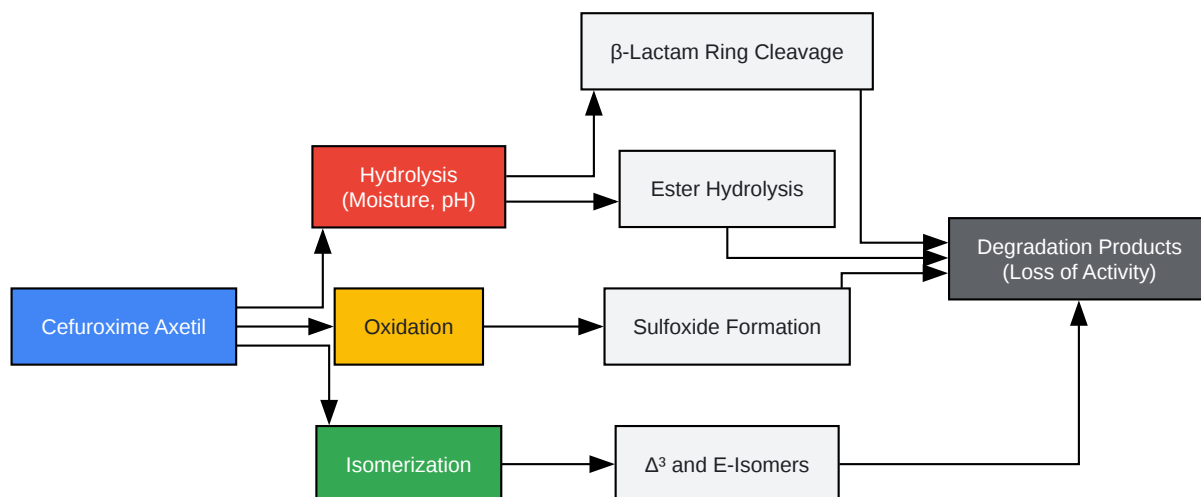 β-Lactam Ring Cleavage
Hydrolysis
(Moisture, pH)
Ester Hydrolysis
Degradation Products
(Loss of Activity)
Cefuroxime Axetil
Oxidation
Sulfoxide Formation
Isomerization
Δ³ and E-Isomers